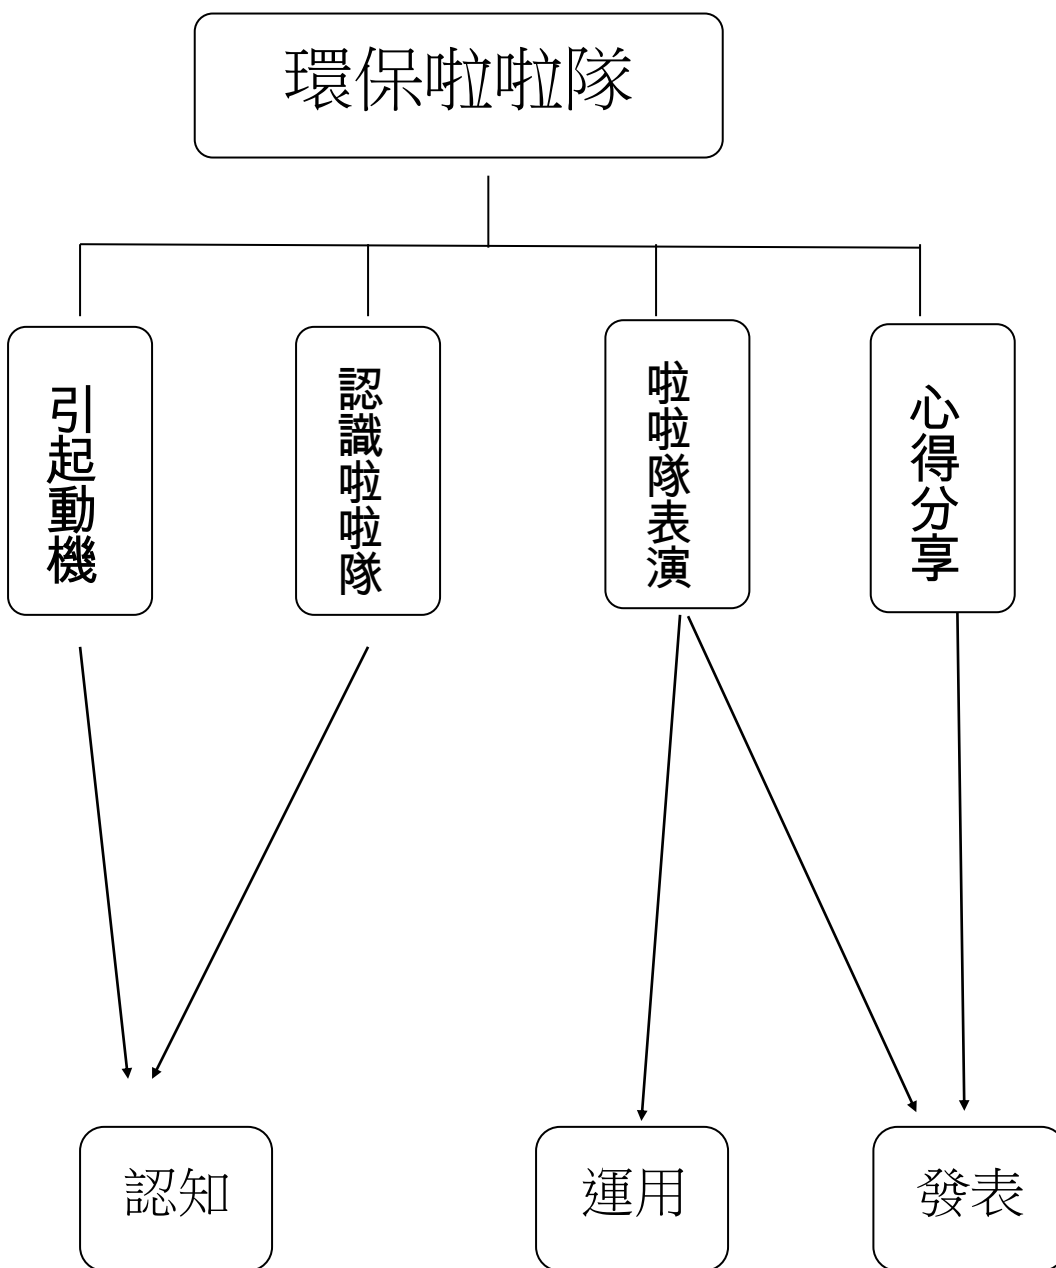 環保啦啦隊
引起動機
認識啦啦隊
啦啦隊表演
心得分享
認知
運用
發表